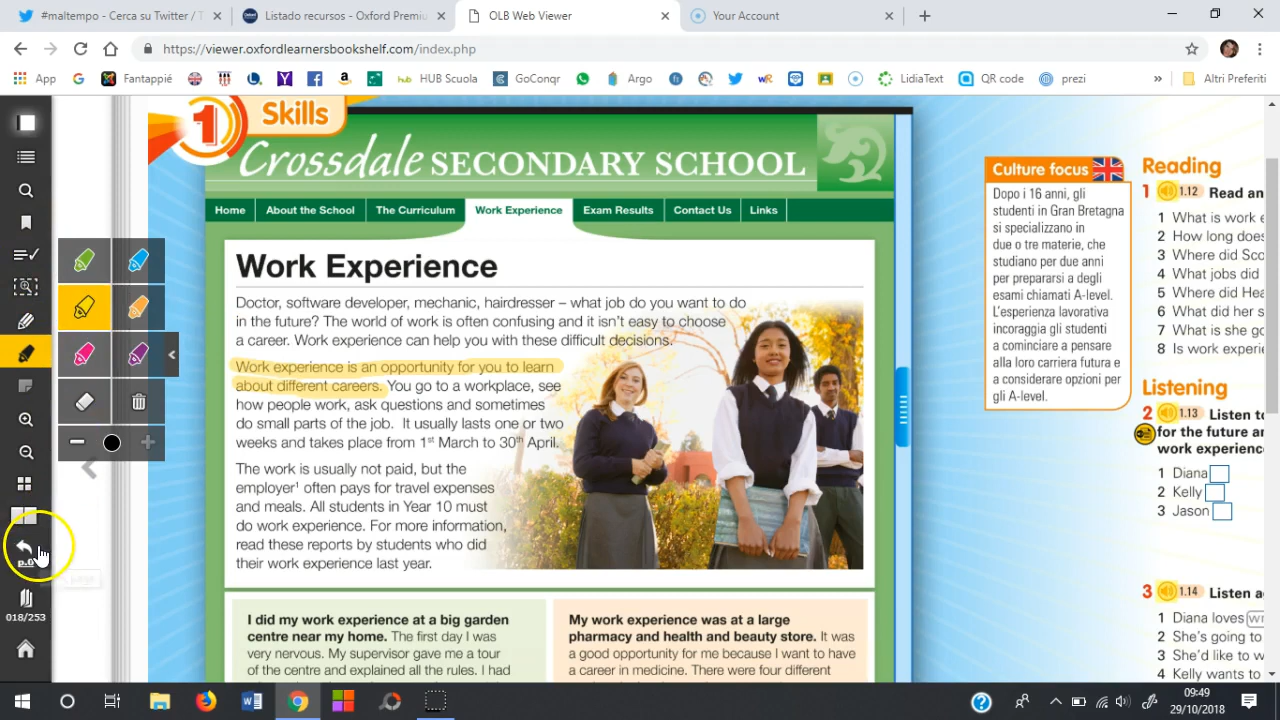 #maltempo - Cerca su Twitter / T
Listado recursos - Oxford Premiu
OLB Web Viewer
Your Account
https://viewer.oxfordlearnersbookshelf.com/index.php
App
Fantappié
HUB Scuola
GoConqr
Argo
LidiaText
QR code
prezi
Altri Preferiti
1 Skills
Crossdale SECONDARY SCHOOL
Home
About the School
The Curriculum
Work Experience
Exam Results
Contact Us
Links
Work Experience
Doctor, software developer, mechanic, hairdresser – what job do you want to do
in the future? The world of work is often confusing and it isn't easy to choose
a career. Work experience can help you with these difficult decisions.
Work experience is an opportunity for you to learn
about different careers. You go to a workplace, see
how people work, ask questions and sometimes
do small parts of the job. It usually lasts one or two
weeks and takes place from 1st March to 30th April.
The work is usually not paid, but the
employer¹ often pays for travel expenses
and meals. All students in Year 10 must
do work experience. For more information,
read these reports by students who did
their work experience last year.
I did my work experience at a big garden
centre near my home. The first day I was
very nervous. My supervisor gave me a tour
of the centre and explained all the rules. I had
My work experience was at a large
pharmacy and health and beauty store. It was
a good opportunity for me because I want to have
a career in medicine. There were four different
Culture focus
Dopo i 16 anni, gli
studenti in Gran Bretagna
si specializzano in
due o tre materie, che
studiano per due anni
per prepararsi a degli
esami chiamati A-level.
L'esperienza lavorativa
incoraggia gli studenti
a cominciare a pensare
alla loro carriera futura e
a considerare opzioni per
gli A-level.
Reading
1 1.12 Read an
1 What is work e
2 How long does
3 Where did Sco
4 What jobs did
5 Where did Hea
6 What did her s
7 What is she go
8 Is work experi
Listening
2 1.13 Listen to
for the future an
work experienc
1 Diana
2 Kelly
3 Jason
3 1.14 Listen a
1 Diana loves w
2 She's going to
3 She'd like to w
4 Kelly wants to
018/253
09:49
29/10/2018